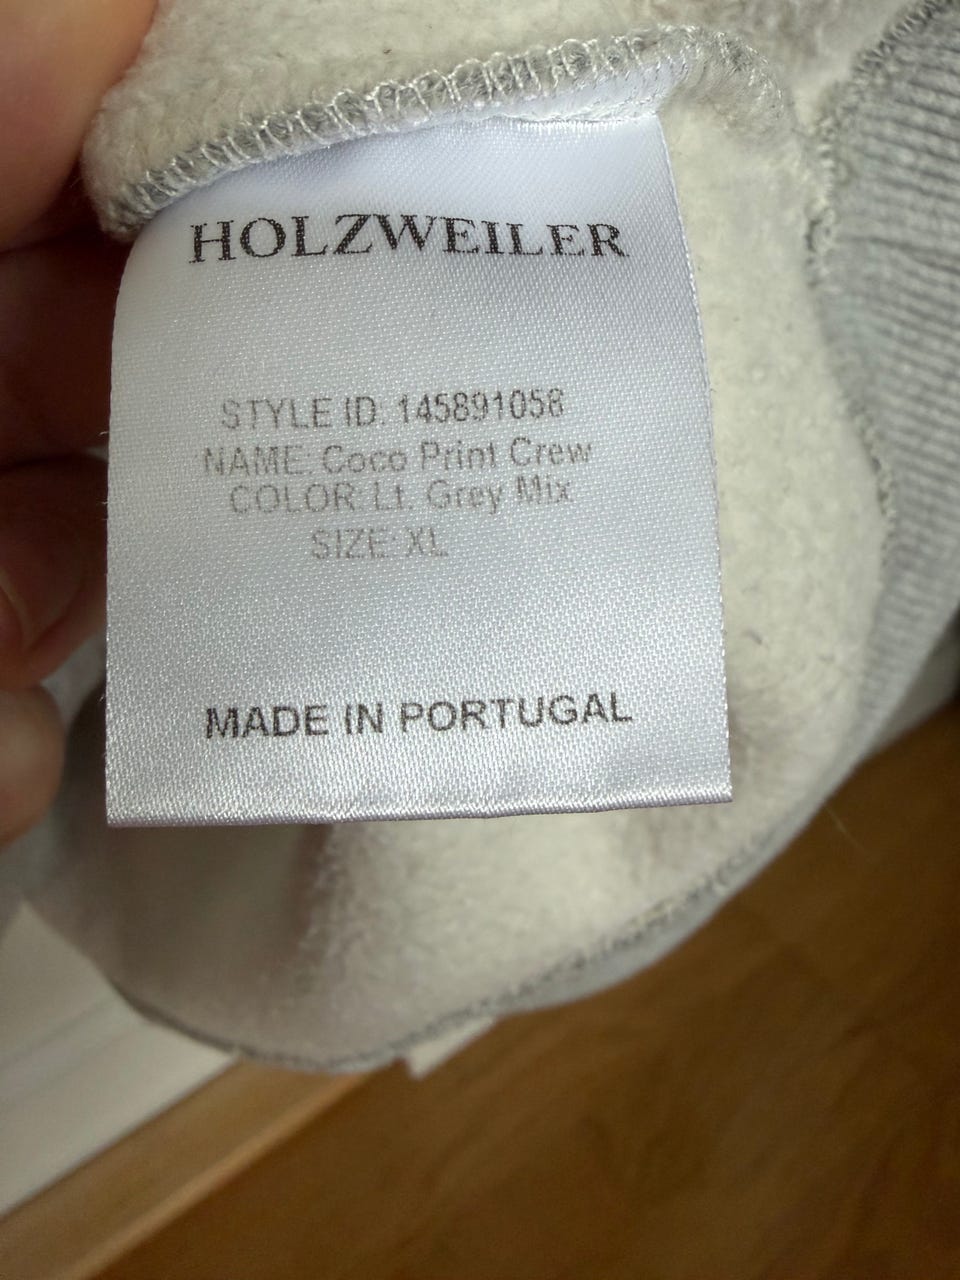 HOLZWEILER
STYLE ID: 145891058
NAME: Coco Print Crew
COLOR: Lt. Grey Mix
SIZE: XL
MADE IN PORTUGAL